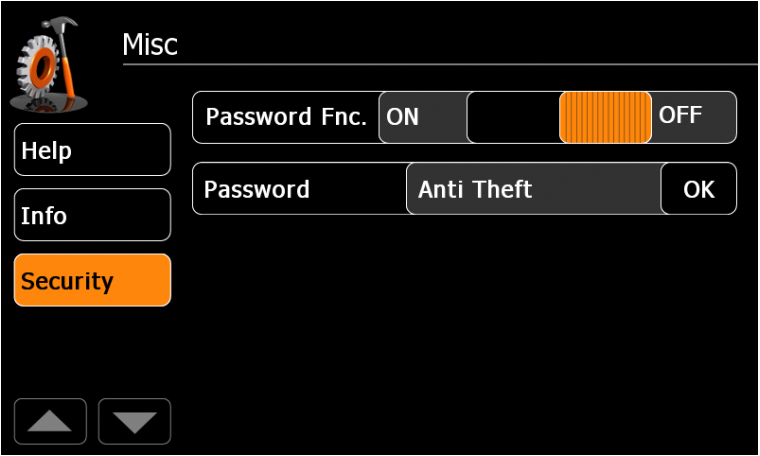 Misc
Password Fnc. ON OFF
Help
Password Anti Theft OK
Info
Security